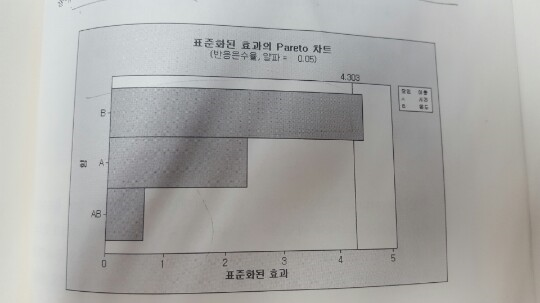 표준화된 효과의 Pareto 차트
(반응은수율, 알파 = 0.05)
4.303
B
A
AB
항
0 1 2 3 4 5
표준화된 효과